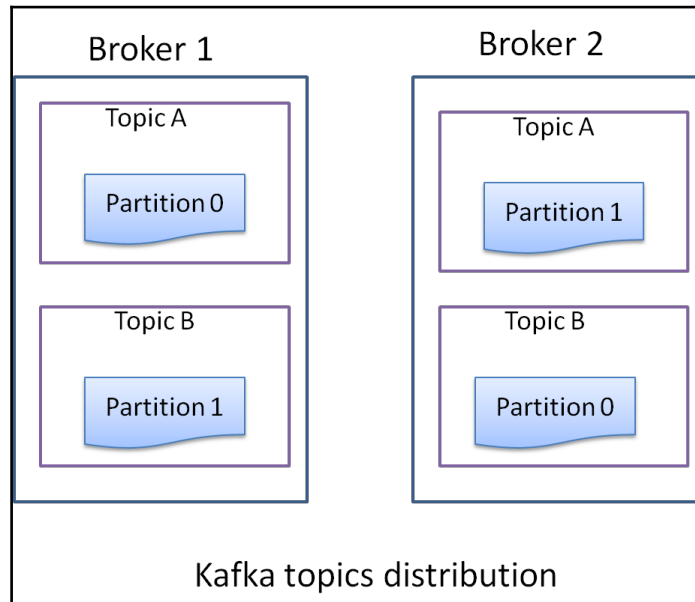 Broker 1
Topic A
Partition 0
Topic B
Partition 1
Broker 2
Topic A
Partition 1
Topic B
Partition 0
Kafka topics distribution